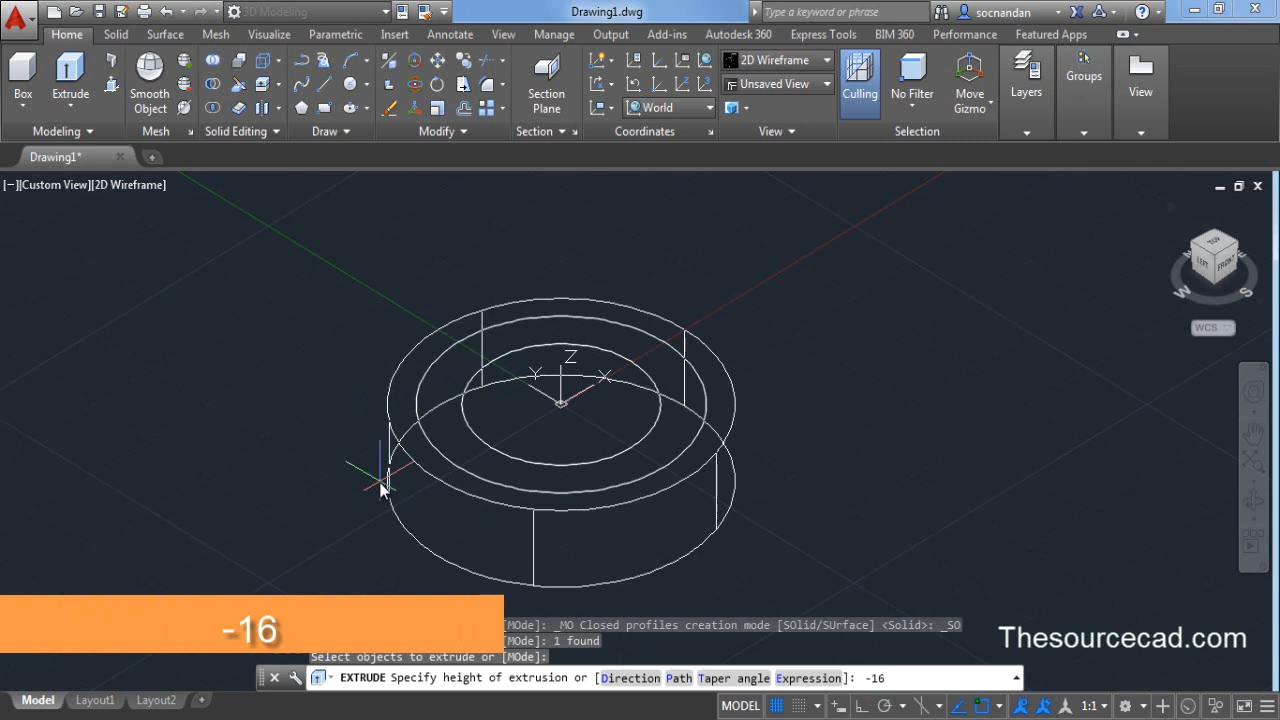 3D Modeling
Drawing1.dwg
Type a keyword or phrase
socnandan
Home Solid Surface Mesh Visualize Parametric Insert Annotate View Manage Output Add-ins Autodesk 360 Express Tools BIM 360 Performance Featured Apps
Box
Extrude
Smooth
Object
Section
Plane
2D Wireframe
Unsaved View
World
Culling
No Filter
Move
Gizmo
Layers
Groups
View
Modeling
Mesh
Solid Editing
Draw
Modify
Section
Coordinates
View
Selection
Drawing1*
[−][Custom View][2D Wireframe]
TOP
LEFT
FRONT
W
S
WCS
Z
Y
X
-16
[MOde]: _MO Closed profiles creation mode [SOlid/SUrface] <Solid>: _SO
[MOde]: 1 found
Select objects to extrude or [MOde]:
EXTRUDE Specify height of extrusion or [Direction Path Taper angle Expression]: -16
Thesourcecad.com
Model Layout1 Layout2 +
MODEL
1:1